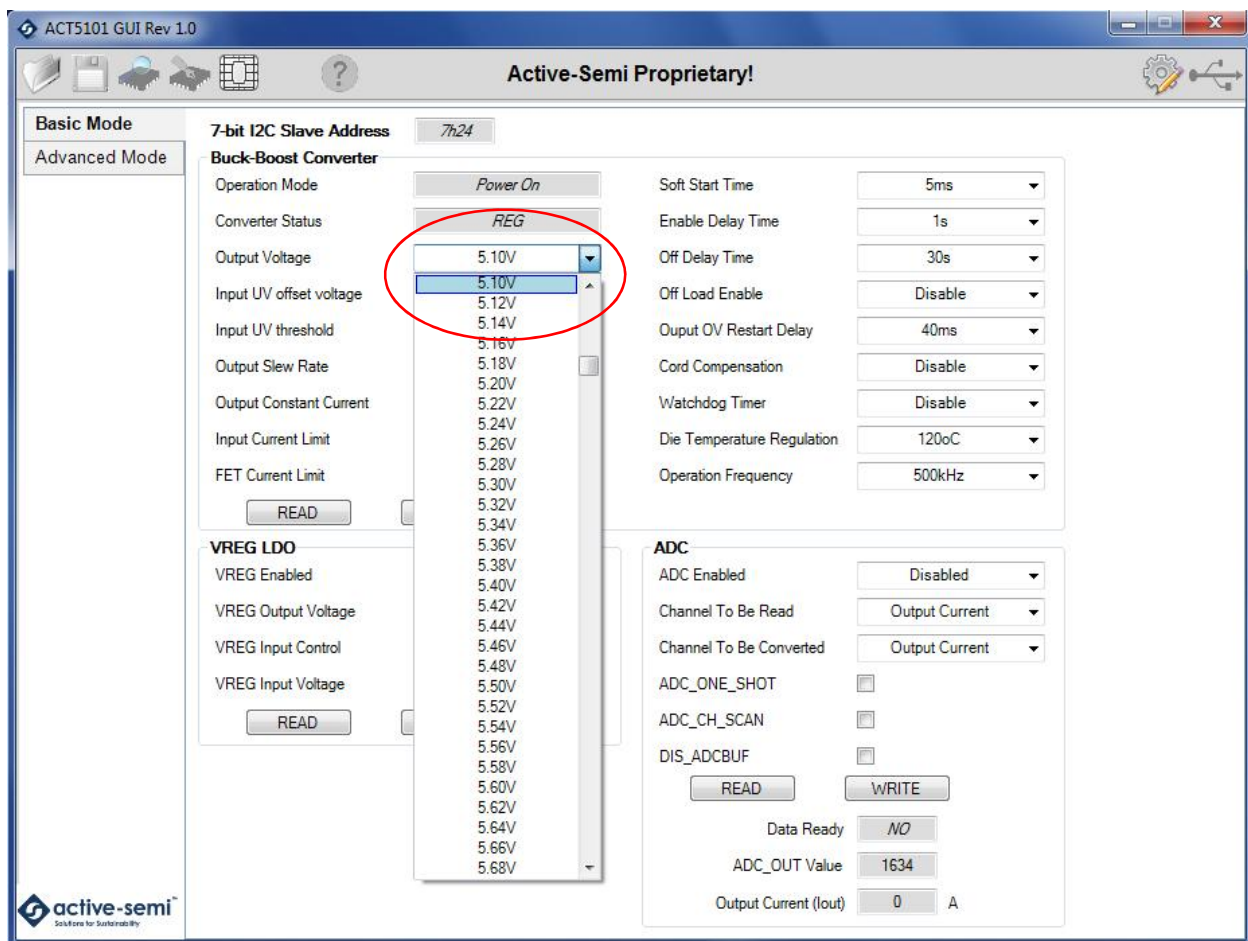 ACT5101 GUI Rev 1.0
Active-Semi Proprietary!
Basic Mode
Advanced Mode
7-bit I2C Slave Address 7h24
Buck-Boost Converter
Operation Mode Power On
Converter Status REG
Output Voltage 5.10V
Input UV offset voltage
Input UV threshold
Output Slew Rate
Output Constant Current
Input Current Limit
FET Current Limit
READ
5.10V
5.12V
5.14V
5.16V
5.18V
5.20V
5.22V
5.24V
5.26V
5.28V
5.30V
5.32V
5.34V
5.36V
5.38V
5.40V
5.42V
5.44V
5.46V
5.48V
5.50V
5.52V
5.54V
5.56V
5.58V
5.60V
5.62V
5.64V
5.66V
5.68V
Soft Start Time 5ms
Enable Delay Time 1s
Off Delay Time 30s
Off Load Enable Disable
Ouput OV Restart Delay 40ms
Cord Compensation Disable
Watchdog Timer Disable
Die Temperature Regulation 120oC
Operation Frequency 500kHz
VREG LDO
VREG Enabled
VREG Output Voltage
VREG Input Control
VREG Input Voltage
READ
ADC
ADC Enabled Disabled
Channel To Be Read Output Current
Channel To Be Converted Output Current
ADC_ONE_SHOT
ADC_CH_SCAN
DIS_ADCBUF
READ WRITE
Data Ready NO
ADC_OUT Value 1634
Output Current (Iout) 0 A
active-semi
Solutions for Sustainability